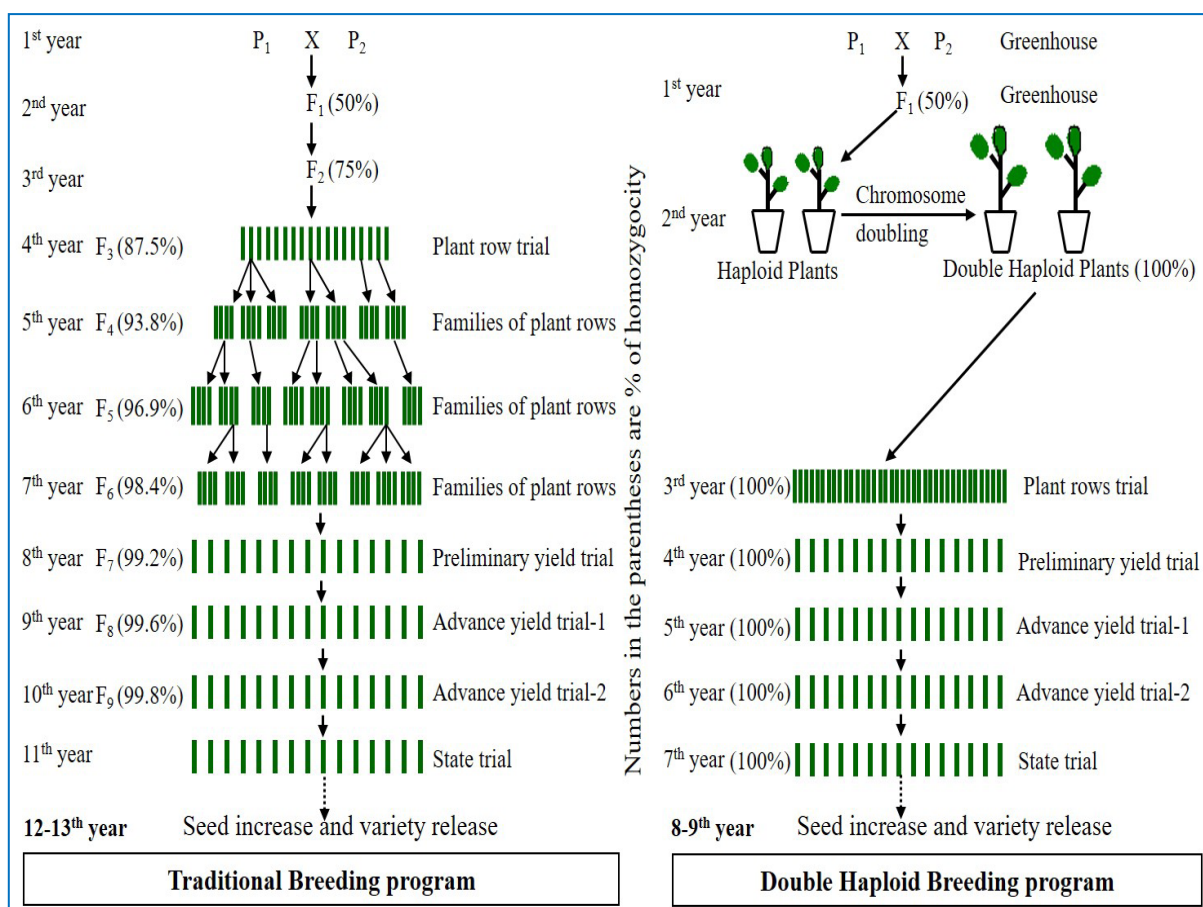 1st year P1 X P2
2nd year F1 (50%)
3rd year F2 (75%)
4th year F3 (87.5%) Plant row trial
5th year F4 (93.8%) Families of plant rows
6th year F5 (96.9%) Families of plant rows
7th year F6 (98.4%) Families of plant rows
8th year F7 (99.2%) Preliminary yield trial
9th year F8 (99.6%) Advance yield trial-1
10th year F9 (99.8%) Advance yield trial-2
11th year State trial
12-13th year Seed increase and variety release
Traditional Breeding program
Numbers in the parentheses are % of homozygocity
P1 X P2 Greenhouse
1st year
F1 (50%) Greenhouse
2nd year
Chromosome
doubling
Haploid Plants
Double Haploid Plants (100%)
3rd year (100%) Plant rows trial
4th year (100%) Preliminary yield trial
5th year (100%) Advance yield trial-1
6th year (100%) Advance yield trial-2
7th year (100%) State trial
8-9th year Seed increase and variety release
Double Haploid Breeding program